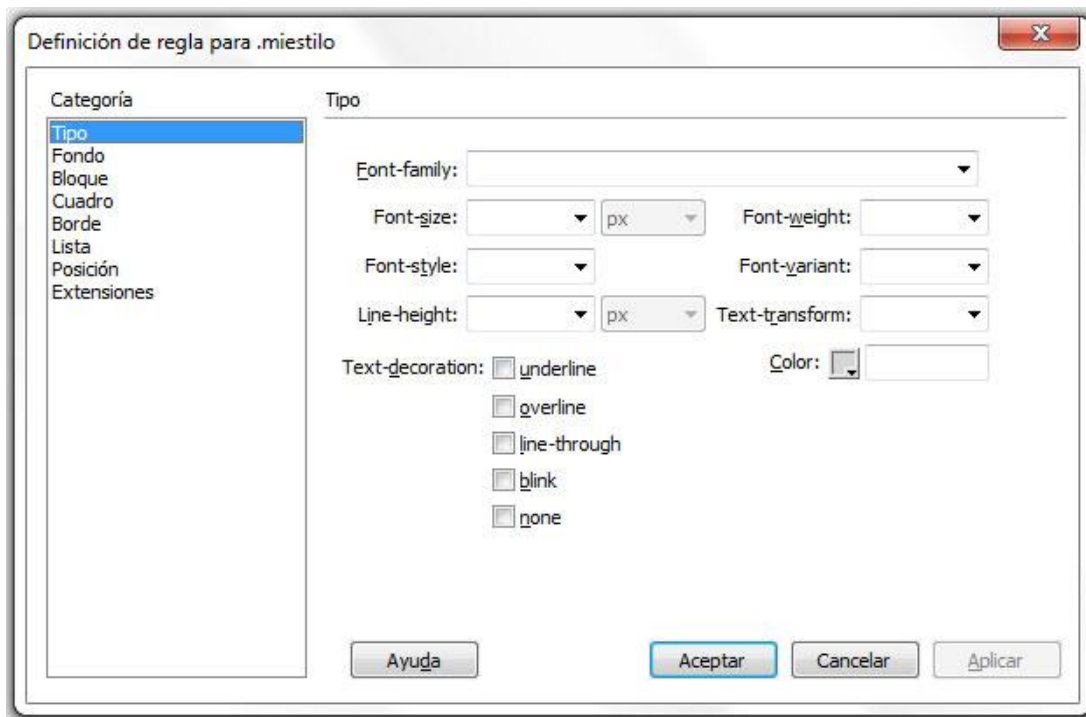 Definición de regla para .miestilo
Categoría
Tipo
Fondo
Bloque
Cuadro
Borde
Lista
Posición
Extensiones
Tipo
Font-family:
Font-size: px Font-weight:
Font-style: Font-variant:
Line-height: px Text-transform:
Text-decoration: underline Color:
overline
line-through
blink
none
Ayuda Aceptar Cancelar Aplicar